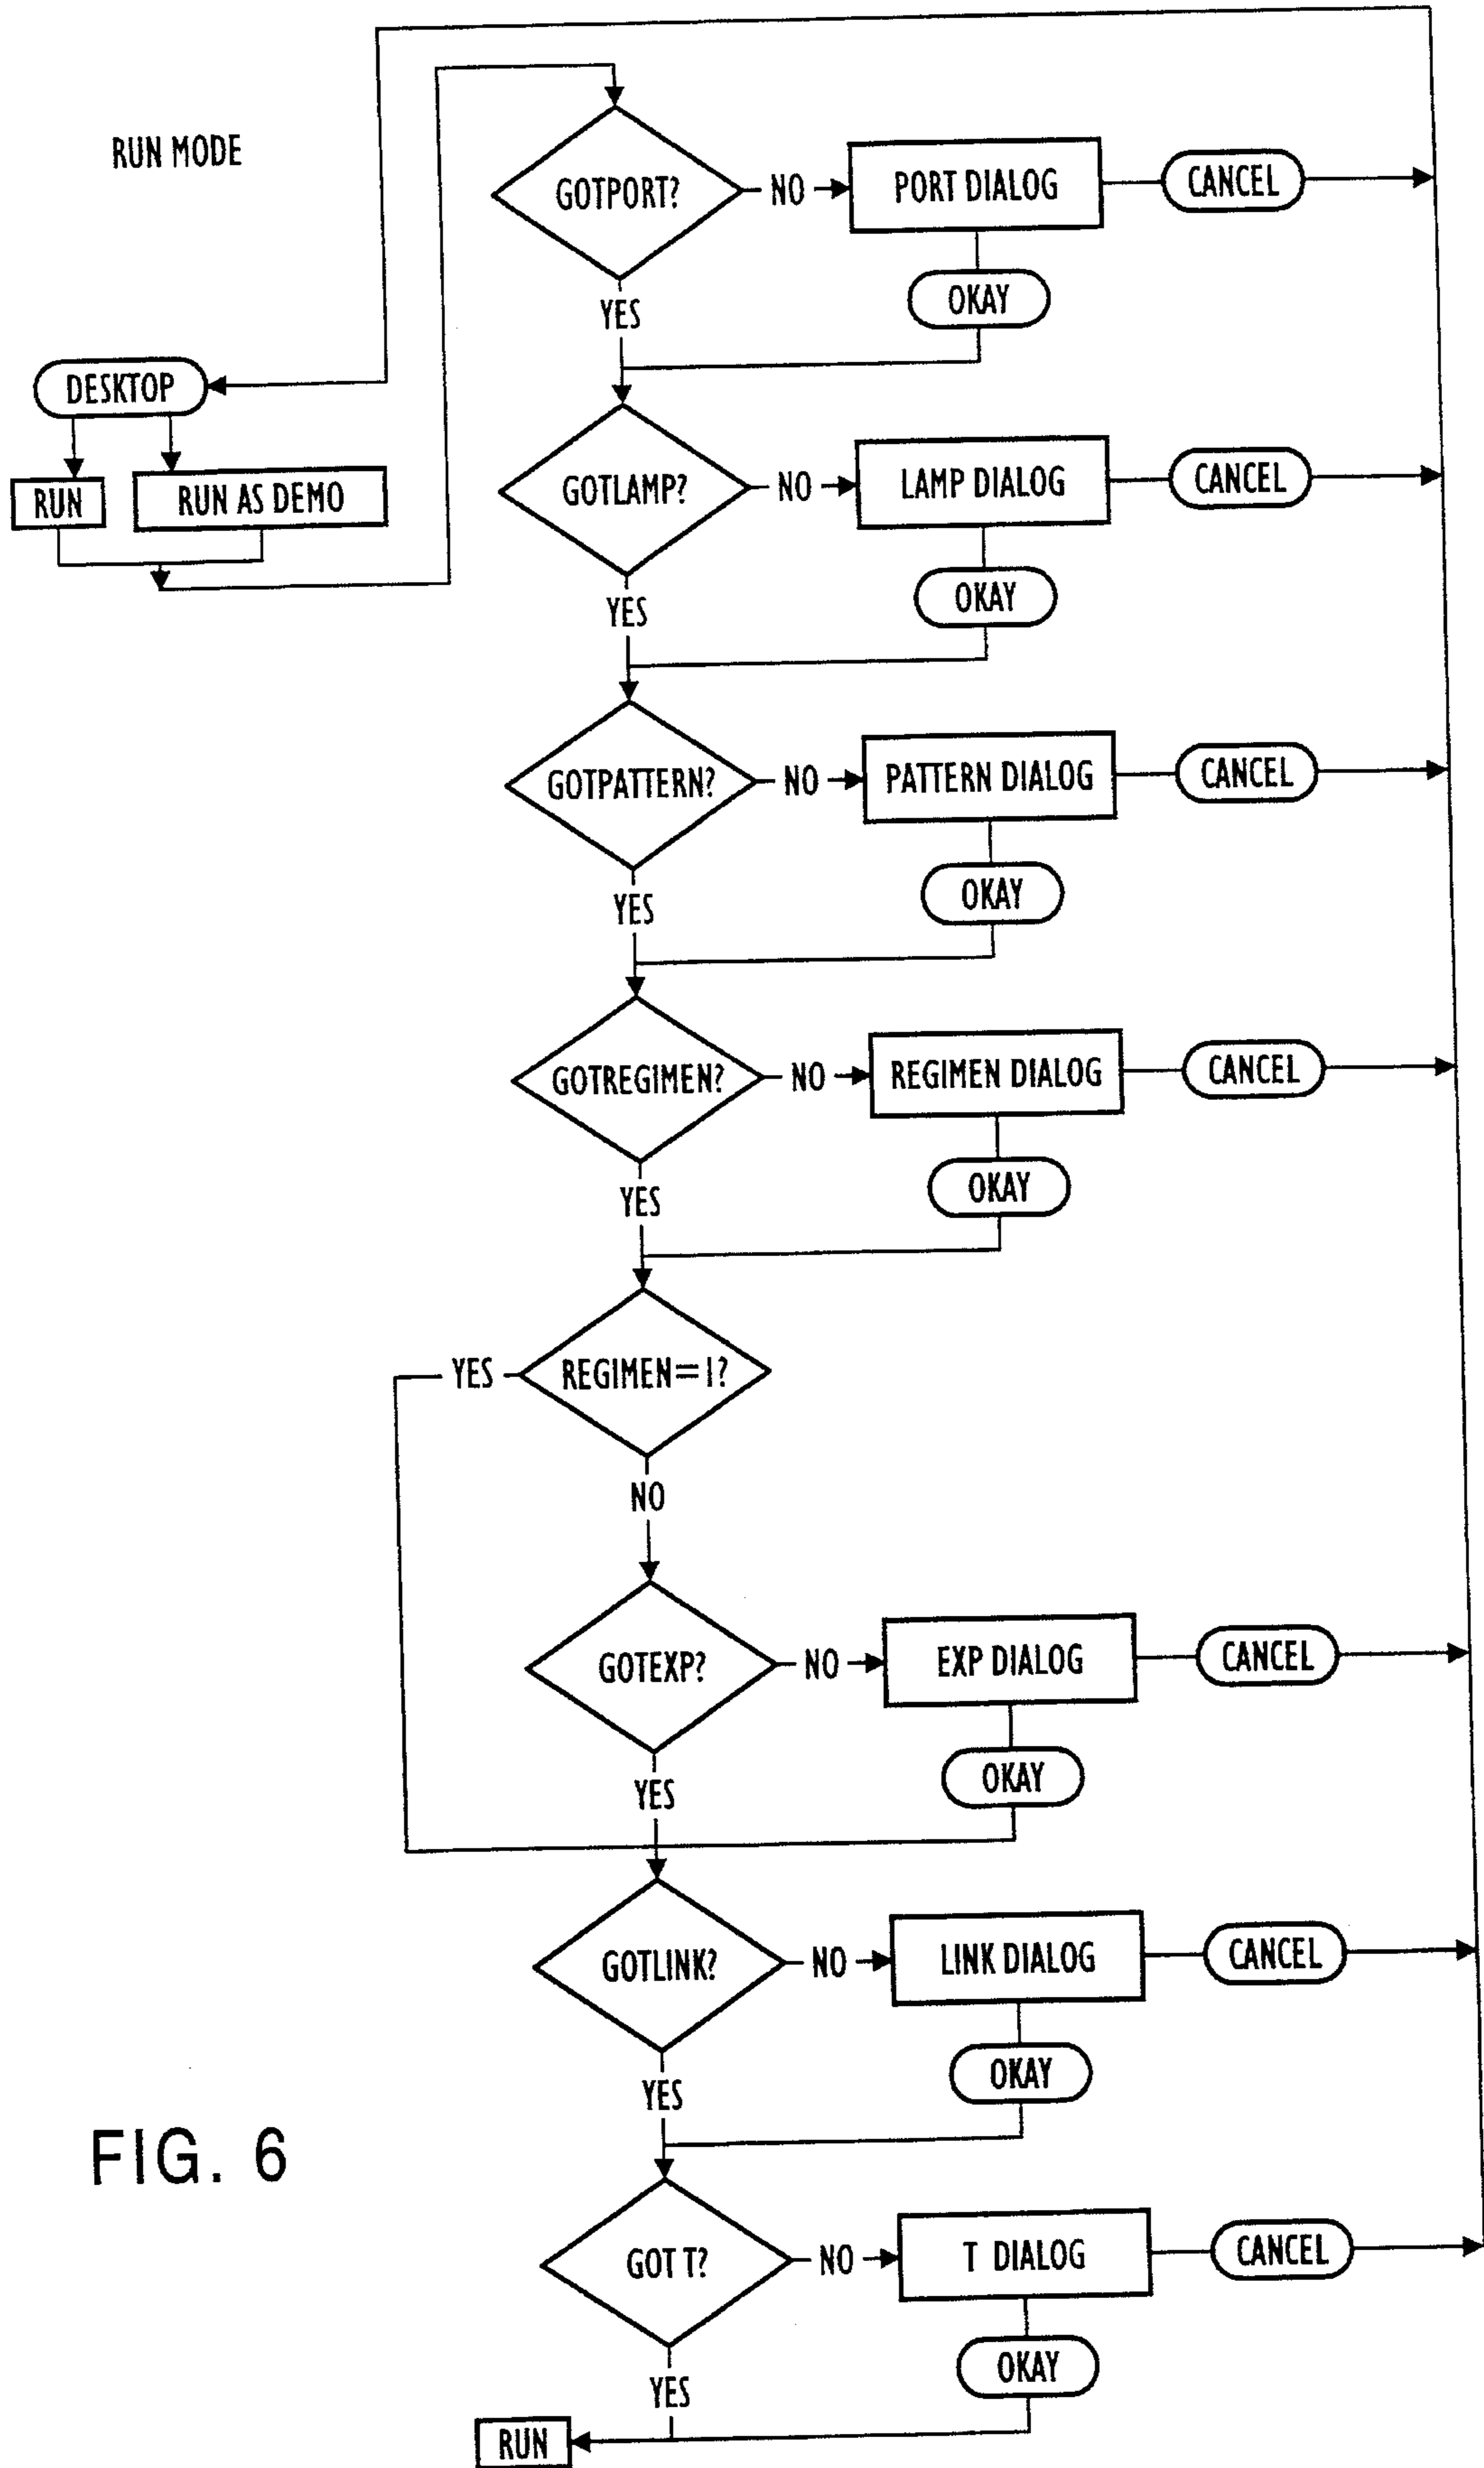 RUN MODE
GOTPORT?
NO
PORT DIALOG
CANCEL
OKAY
YES
DESKTOP
RUN
RUN AS DEMO
GOTLAMP?
NO
LAMP DIALOG
CANCEL
OKAY
YES
GOTPATTERN?
NO
PATTERN DIALOG
CANCEL
OKAY
YES
GOTREGIMEN?
NO
REGIMEN DIALOG
CANCEL
OKAY
YES
YES
REGIMEN=1?
NO
GOTEXP?
NO
EXP DIALOG
CANCEL
OKAY
YES
GOTLINK?
NO
LINK DIALOG
CANCEL
OKAY
YES
GOT T?
NO
T DIALOG
CANCEL
OKAY
YES
RUN
FIG. 6